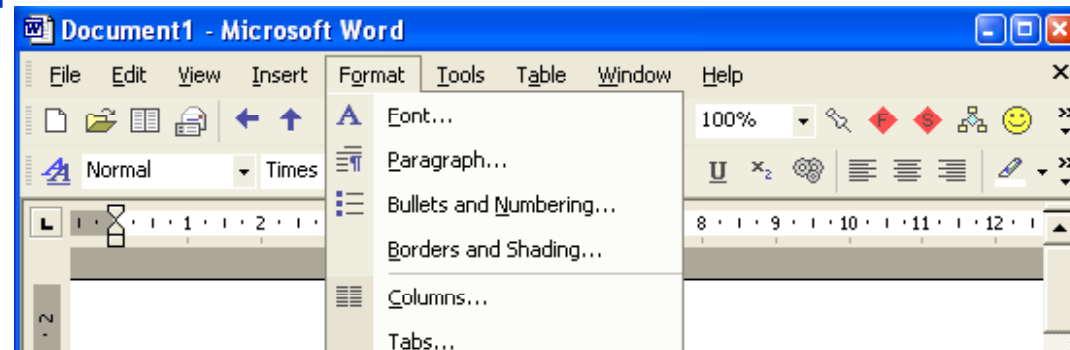 Document1 - Microsoft Word
File Edit View Insert Format Tools Table Window Help
Font... 100% F S
Normal Times Paragraph... U x₂
Bullets and Numbering...
1 2 8 9 10 11 12
Borders and Shading...
Columns...
2
Tabs...